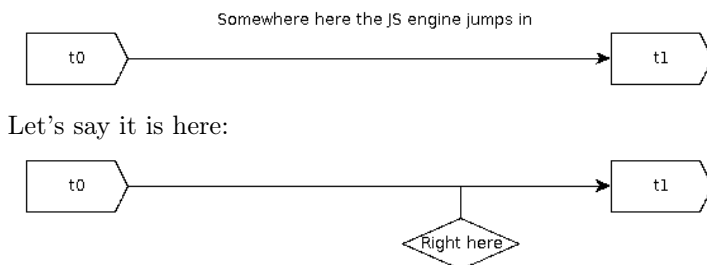 Somewhere here the JS engine jumps in
t0 t1
Let's say it is here:
t0 t1
Right here